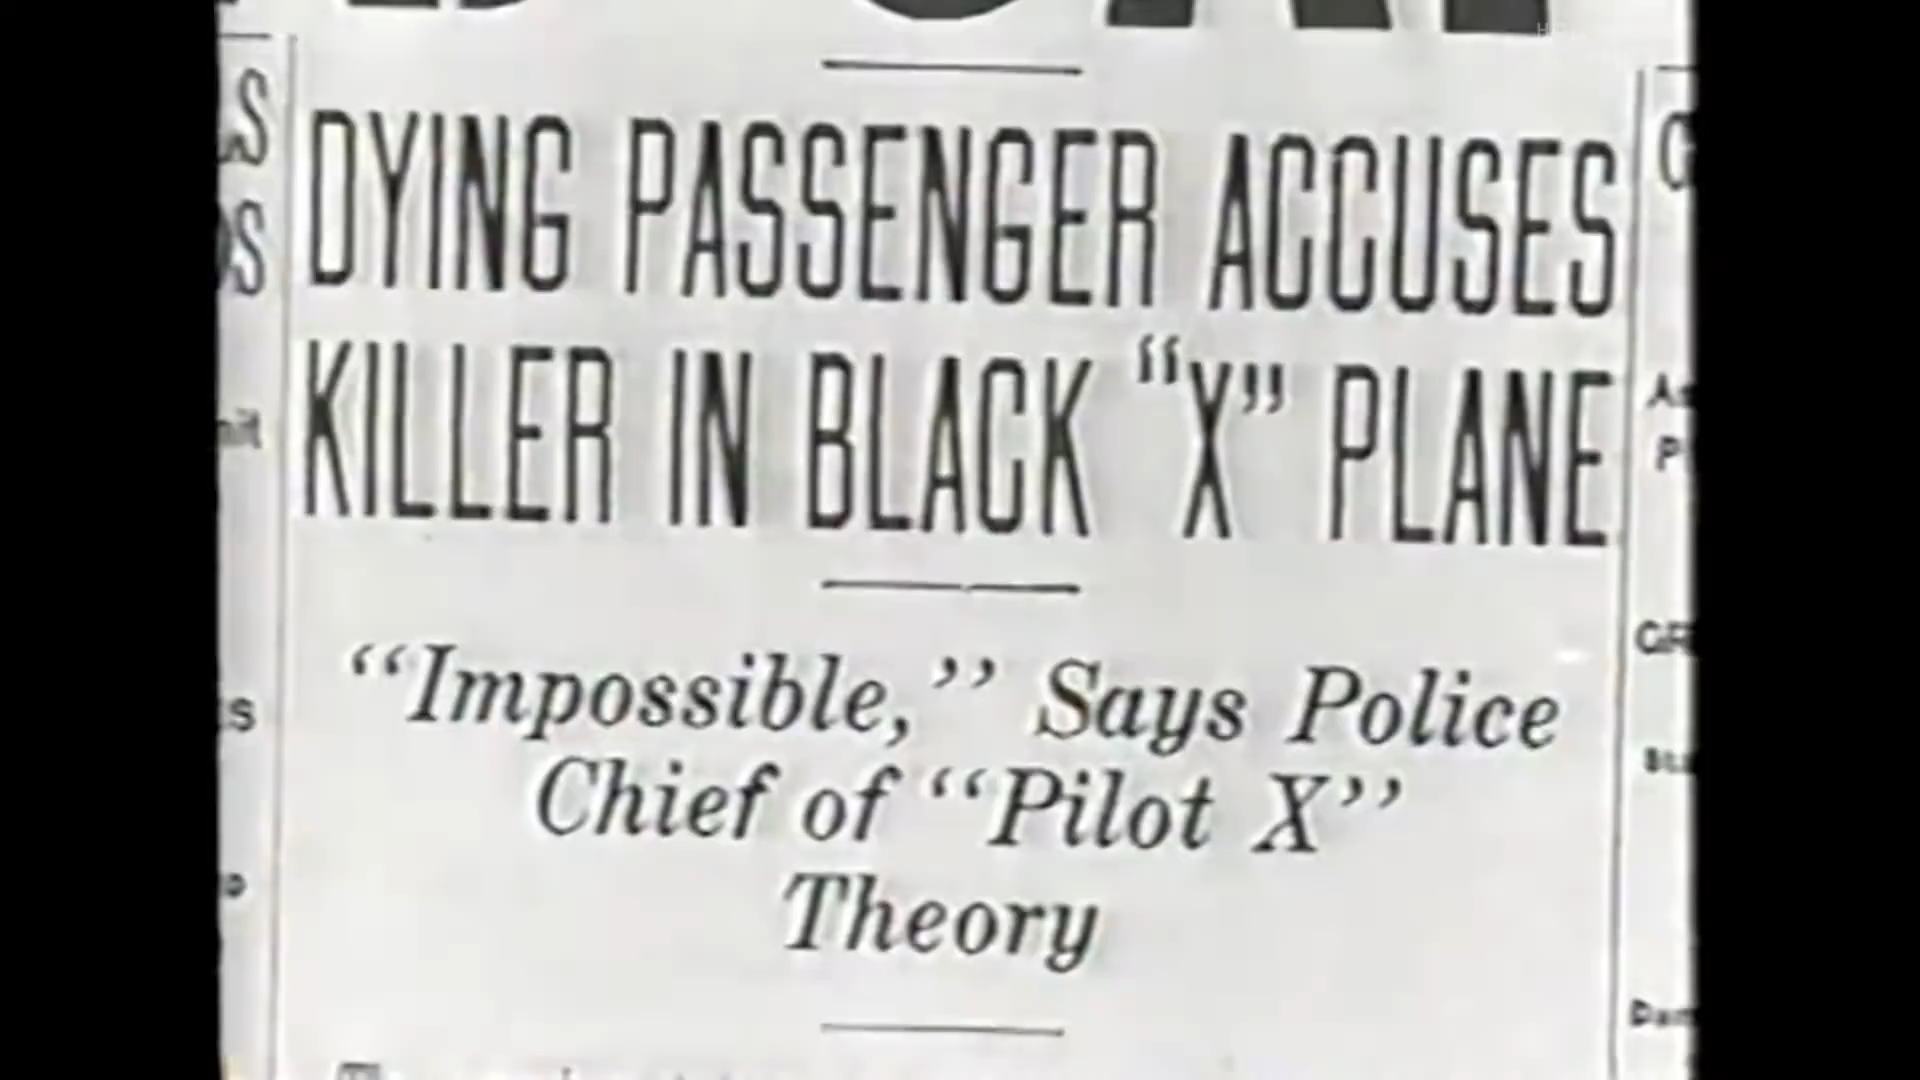 DYING PASSENGER ACCUSES
KILLER IN BLACK "X" PLANE
"Impossible," Says Police
Chief of "Pilot X"
Theory